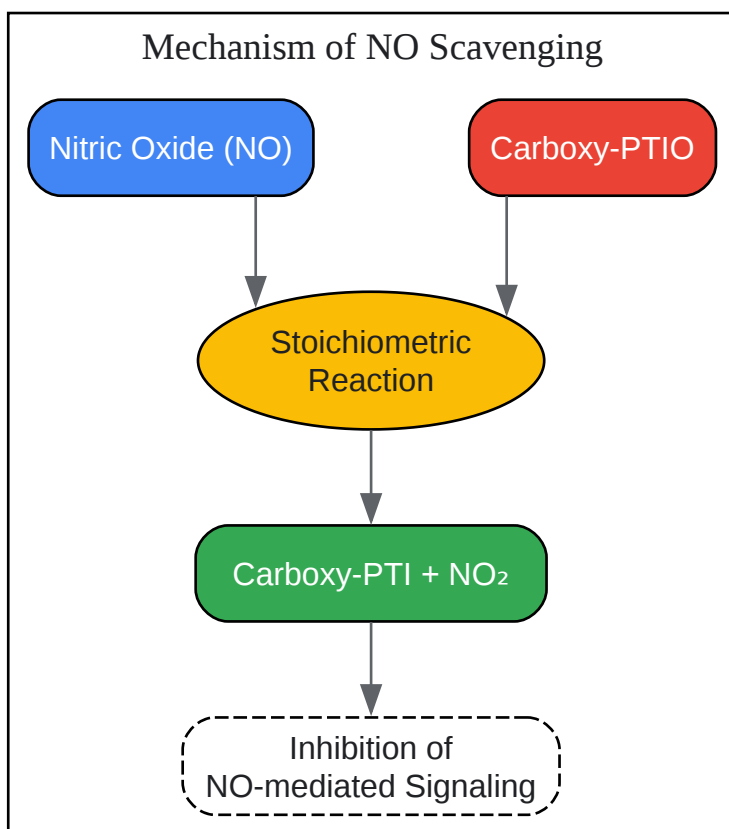 Mechanism of NO Scavenging
Nitric Oxide (NO)
Carboxy-PTIO
Stoichiometric
Reaction
Carboxy-PTI + NO₂
Inhibition of
NO-mediated Signaling